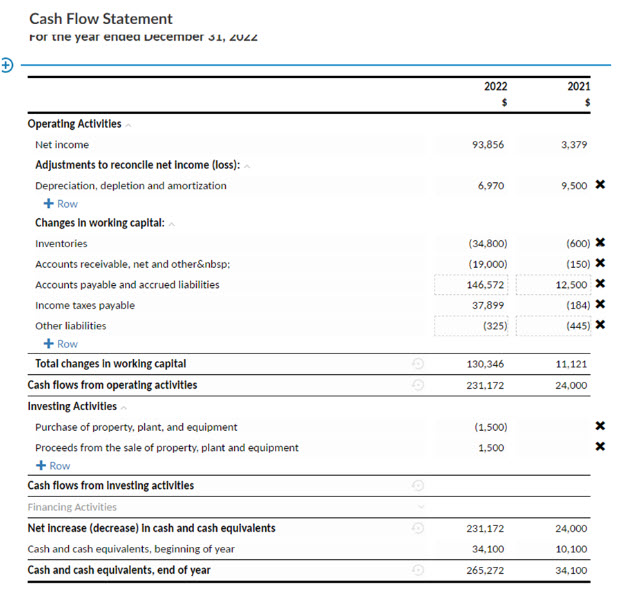 Cash Flow Statement
For the year ended December 31, 2022
2022 2021
$ $
Operating Activities
Net income 93,856 3,379
Adjustments to reconcile net income (loss):
Depreciation, depletion and amortization 6,970 9,500
+ Row
Changes in working capital:
Inventories (34,800) (600)
Accounts receivable, net and other&nbsp; (19,000) (150)
Accounts payable and accrued liabilities 146,572 12,500
Income taxes payable 37,899 (184)
Other liabilities (325) (445)
+ Row
Total changes in working capital 130,346 11,121
Cash flows from operating activities 231,172 24,000
Investing Activities
Purchase of property, plant, and equipment (1,500)
Proceeds from the sale of property, plant and equipment 1,500
+ Row
Cash flows from investing activities
Financing Activities
Net increase (decrease) in cash and cash equivalents 231,172 24,000
Cash and cash equivalents, beginning of year 34,100 10,100
Cash and cash equivalents, end of year 265,272 34,100